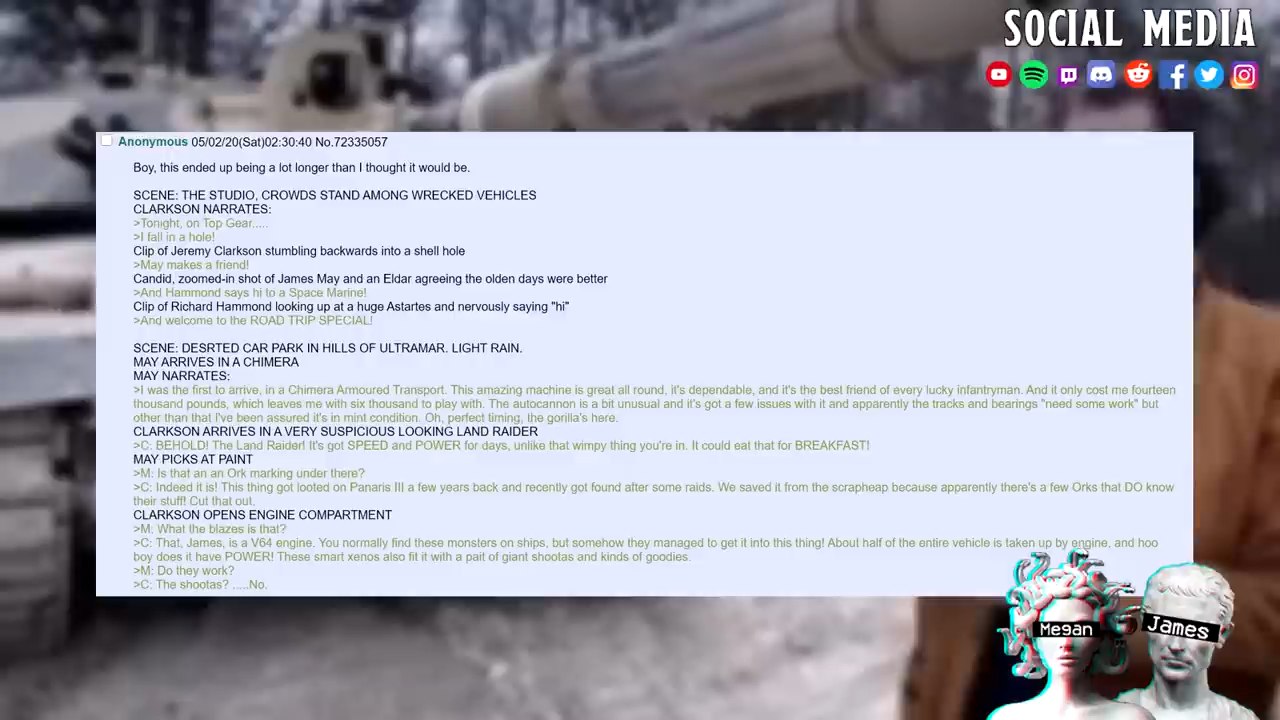 SOCIAL MEDIA
Anonymous 05/02/20(Sat)02:30:40 No.72335057
Boy, this ended up being a lot longer than I thought it would be.
SCENE: THE STUDIO, CROWDS STAND AMONG WRECKED VEHICLES
CLARKSON NARRATES:
>Tonight, on Top Gear.....
>I fall in a hole!
Clip of Jeremy Clarkson stumbling backwards into a shell hole
>May makes a friend!
Candid, zoomed-in shot of James May and an Eldar agreeing the olden days were better
>And Hammond says hi to a Space Marine!
Clip of Richard Hammond looking up at a huge Astartes and nervously saying "hi"
>And welcome to the ROAD TRIP SPECIAL!
SCENE: DESRTED CAR PARK IN HILLS OF ULTRAMAR. LIGHT RAIN.
MAY ARRIVES IN A CHIMERA
MAY NARRATES:
>I was the first to arrive, in a Chimera Armoured Transport. This amazing machine is great all round, it's dependable, and it's the best friend of every lucky infantryman. And it only cost me fourteen
thousand pounds, which leaves me with six thousand to play with. The autocannon is a bit unusual and it's got a few issues with it and apparently the tracks and bearings "need some work" but
other than that I've been assured it's in mint condition. Oh, perfect timing, the gorilla's here.
CLARKSON ARRIVES IN A VERY SUSPICIOUS LOOKING LAND RAIDER
>C: BEHOLD! The Land Raider! It's got SPEED and POWER for days, unlike that wimpy thing you're in. It could eat that for BREAKFAST!
MAY PICKS AT PAINT
>M: Is that an an Ork marking under there?
>C: Indeed it is! This thing got looted on Panaris III a few years back and recently got found after some raids. We saved it from the scrapheap because apparently there's a few Orks that DO know
their stuff! Cut that out.
CLARKSON OPENS ENGINE COMPARTMENT
>M: What the blazes is that?
>C: That, James, is a V64 engine. You normally find these monsters on ships, but somehow they managed to get it into this thing! About half of the entire vehicle is taken up by engine, and hoo
boy does it have POWER! These smart xenos also fit it with a pait of giant shootas and kinds of goodies.
>M: Do they work?
>C: The shootas? .....No.
Megan
James